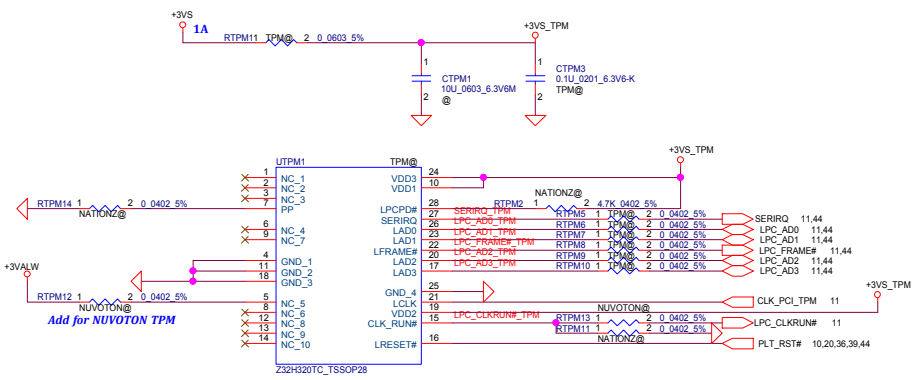 +3VS
1A
RTPM11 1 TPM@ 2 0_0603_5%
+3VS_TPM
1
CTPM1
10U_0603_6.3V6M
2
@
1
CTPM3
0.1U_0201_6.3V6-K
2
TPM@
+3VS_TPM
UTPM1 TPM@
1 NC_1
2 NC_2
3 NC_3
RTPM14 1 NATIONZ@ 2 0_0402_5% 7 PP
6 NC_4
9 NC_7
4 GND_1
11 GND_2
18 GND_3
+3VALW
RTPM12 1 NUVOTON@ 2 0_0402_5% 5 NC_5
Add for NUVOTON TPM
8 NC_6
12 NC_8
13 NC_9
14 NC_10
VDD3 24
VDD1 10
LPCPD# 28 RTPM2 1 NATIONZ@ 2 4.7K_0402_5%
SERIRQ 27 SERIRQ_TPM RTPM5 1 TPM@ 2 0_0402_5% SERIRQ 11,44
LAD0 26 LPC_AD0_TPM RTPM6 1 TPM@ 2 0_0402_5% LPC_AD0 11,44
LAD1 23 LPC_AD1_TPM RTPM7 1 TPM@ 2 0_0402_5% LPC_AD1 11,44
LFRAME# 22 LPC_FRAME#_TPM RTPM8 1 TPM@ 2 0_0402_5% LPC_FRAME# 11,44
LAD2 20 LPC_AD2_TPM RTPM9 1 TPM@ 2 0_0402_5% LPC_AD2 11,44
LAD3 17 LPC_AD3_TPM RTPM10 1 TPM@ 2 0_0402_5% LPC_AD3 11,44
GND_4 25
LCLK 21 CLK_PCI_TPM 11
+3VS_TPM
VDD2 19
CLK_RUN# 15 LPC_CLKRUN#_TPM RTPM13 1 NUVOTON@ 2 0_0402_5% LPC_CLKRUN# 11
RTPM11 1 NATIONZ@ 2 0_0402_5%
LRESET# 16 PLT_RST# 10,20,36,39,44
Z32H320TC_TSSOP28